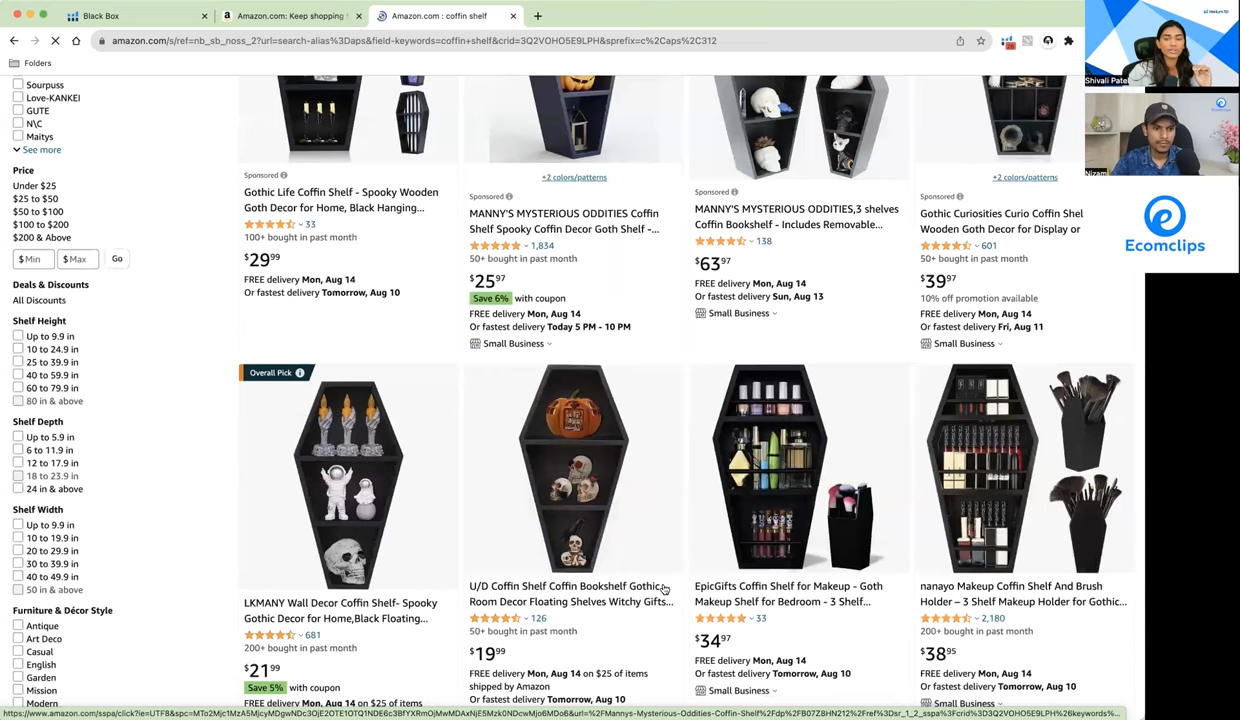 Black Box
Amazon.com: Keep shopping
Amazon.com : coffin shelf
amazon.com/s/ref=nb_sb_noss_2?url=search-alias%3Daps&field-keywords=coffin+shelf&crid=3Q2VOHO5E9LPH&sprefix=c%2Caps%2C312
Folders
Sourpuss
Love-KANKEI
GUTE
N\C
Maitys
See more
Price
Under $25
$25 to $50
$50 to $100
$100 to $200
$200 & Above
$ Min
$ Max
Go
Deals & Discounts
All Discounts
Shelf Height
Up to 9.9 in
10 to 24.9 in
25 to 39.9 in
40 to 59.9 in
60 to 79.9 in
80 in & above
Shelf Depth
Up to 5.9 in
6 to 11.9 in
12 to 17.9 in
18 to 23.9 in
24 in & above
Shelf Width
Up to 9.9 in
10 to 19.9 in
20 to 29.9 in
30 to 39.9 in
40 to 49.9 in
50 in & above
Furniture & Décor Style
Antique
Art Deco
Casual
English
Garden
Mission
Modern
Sponsored
Gothic Life Coffin Shelf - Spooky Wooden
Goth Decor for Home, Black Hanging...
33
100+ bought in past month
$29.99
FREE delivery Mon, Aug 14
Or fastest delivery Tomorrow, Aug 10
+2 colors/patterns
Sponsored
MANNY'S MYSTERIOUS ODDITIES Coffin
Shelf Spooky Coffin Decor Goth Shelf -...
1,834
50+ bought in past month
$25.97
Save 6% with coupon
FREE delivery Mon, Aug 14
Or fastest delivery Today 5 PM - 10 PM
Small Business
Sponsored
MANNY'S MYSTERIOUS ODDITIES,3 shelves
Coffin Bookshelf - Includes Removable...
138
$63.97
FREE delivery Mon, Aug 14
Or fastest delivery Sun, Aug 13
Small Business
+2 colors/patterns
Sponsored
Gothic Curiosities Curio Coffin Shel
Wooden Goth Decor for Display or
601
50+ bought in past month
$39.97
10% off promotion available
FREE delivery Mon, Aug 14
Or fastest delivery Fri, Aug 11
Small Business
Overall Pick
LKMANY Wall Decor Coffin Shelf- Spooky
Gothic Decor for Home,Black Floating...
681
200+ bought in past month
$21.99
Save 5% with coupon
FREE delivery Mon, Aug 14 on $25 of items
U/D Coffin Shelf Coffin Bookshelf Gothic
Room Decor Floating Shelves Witchy Gifts...
126
50+ bought in past month
$19.99
FREE delivery Mon, Aug 14 on $25 of items
shipped by Amazon
Or fastest delivery Tomorrow, Aug 10
EpicGifts Coffin Shelf for Makeup - Goth
Makeup Shelf for Bedroom - 3 Shelf...
33
$34.97
FREE delivery Mon, Aug 14
Or fastest delivery Tomorrow, Aug 10
Small Business
nanayo Makeup Coffin Shelf And Brush
Holder – 3 Shelf Makeup Holder for Gothic...
2,180
200+ bought in past month
$38.95
FREE delivery Mon, Aug 14
Or fastest delivery Tomorrow, Aug 10
Small Business
Shivali Patel
Nizam
Ecomclips